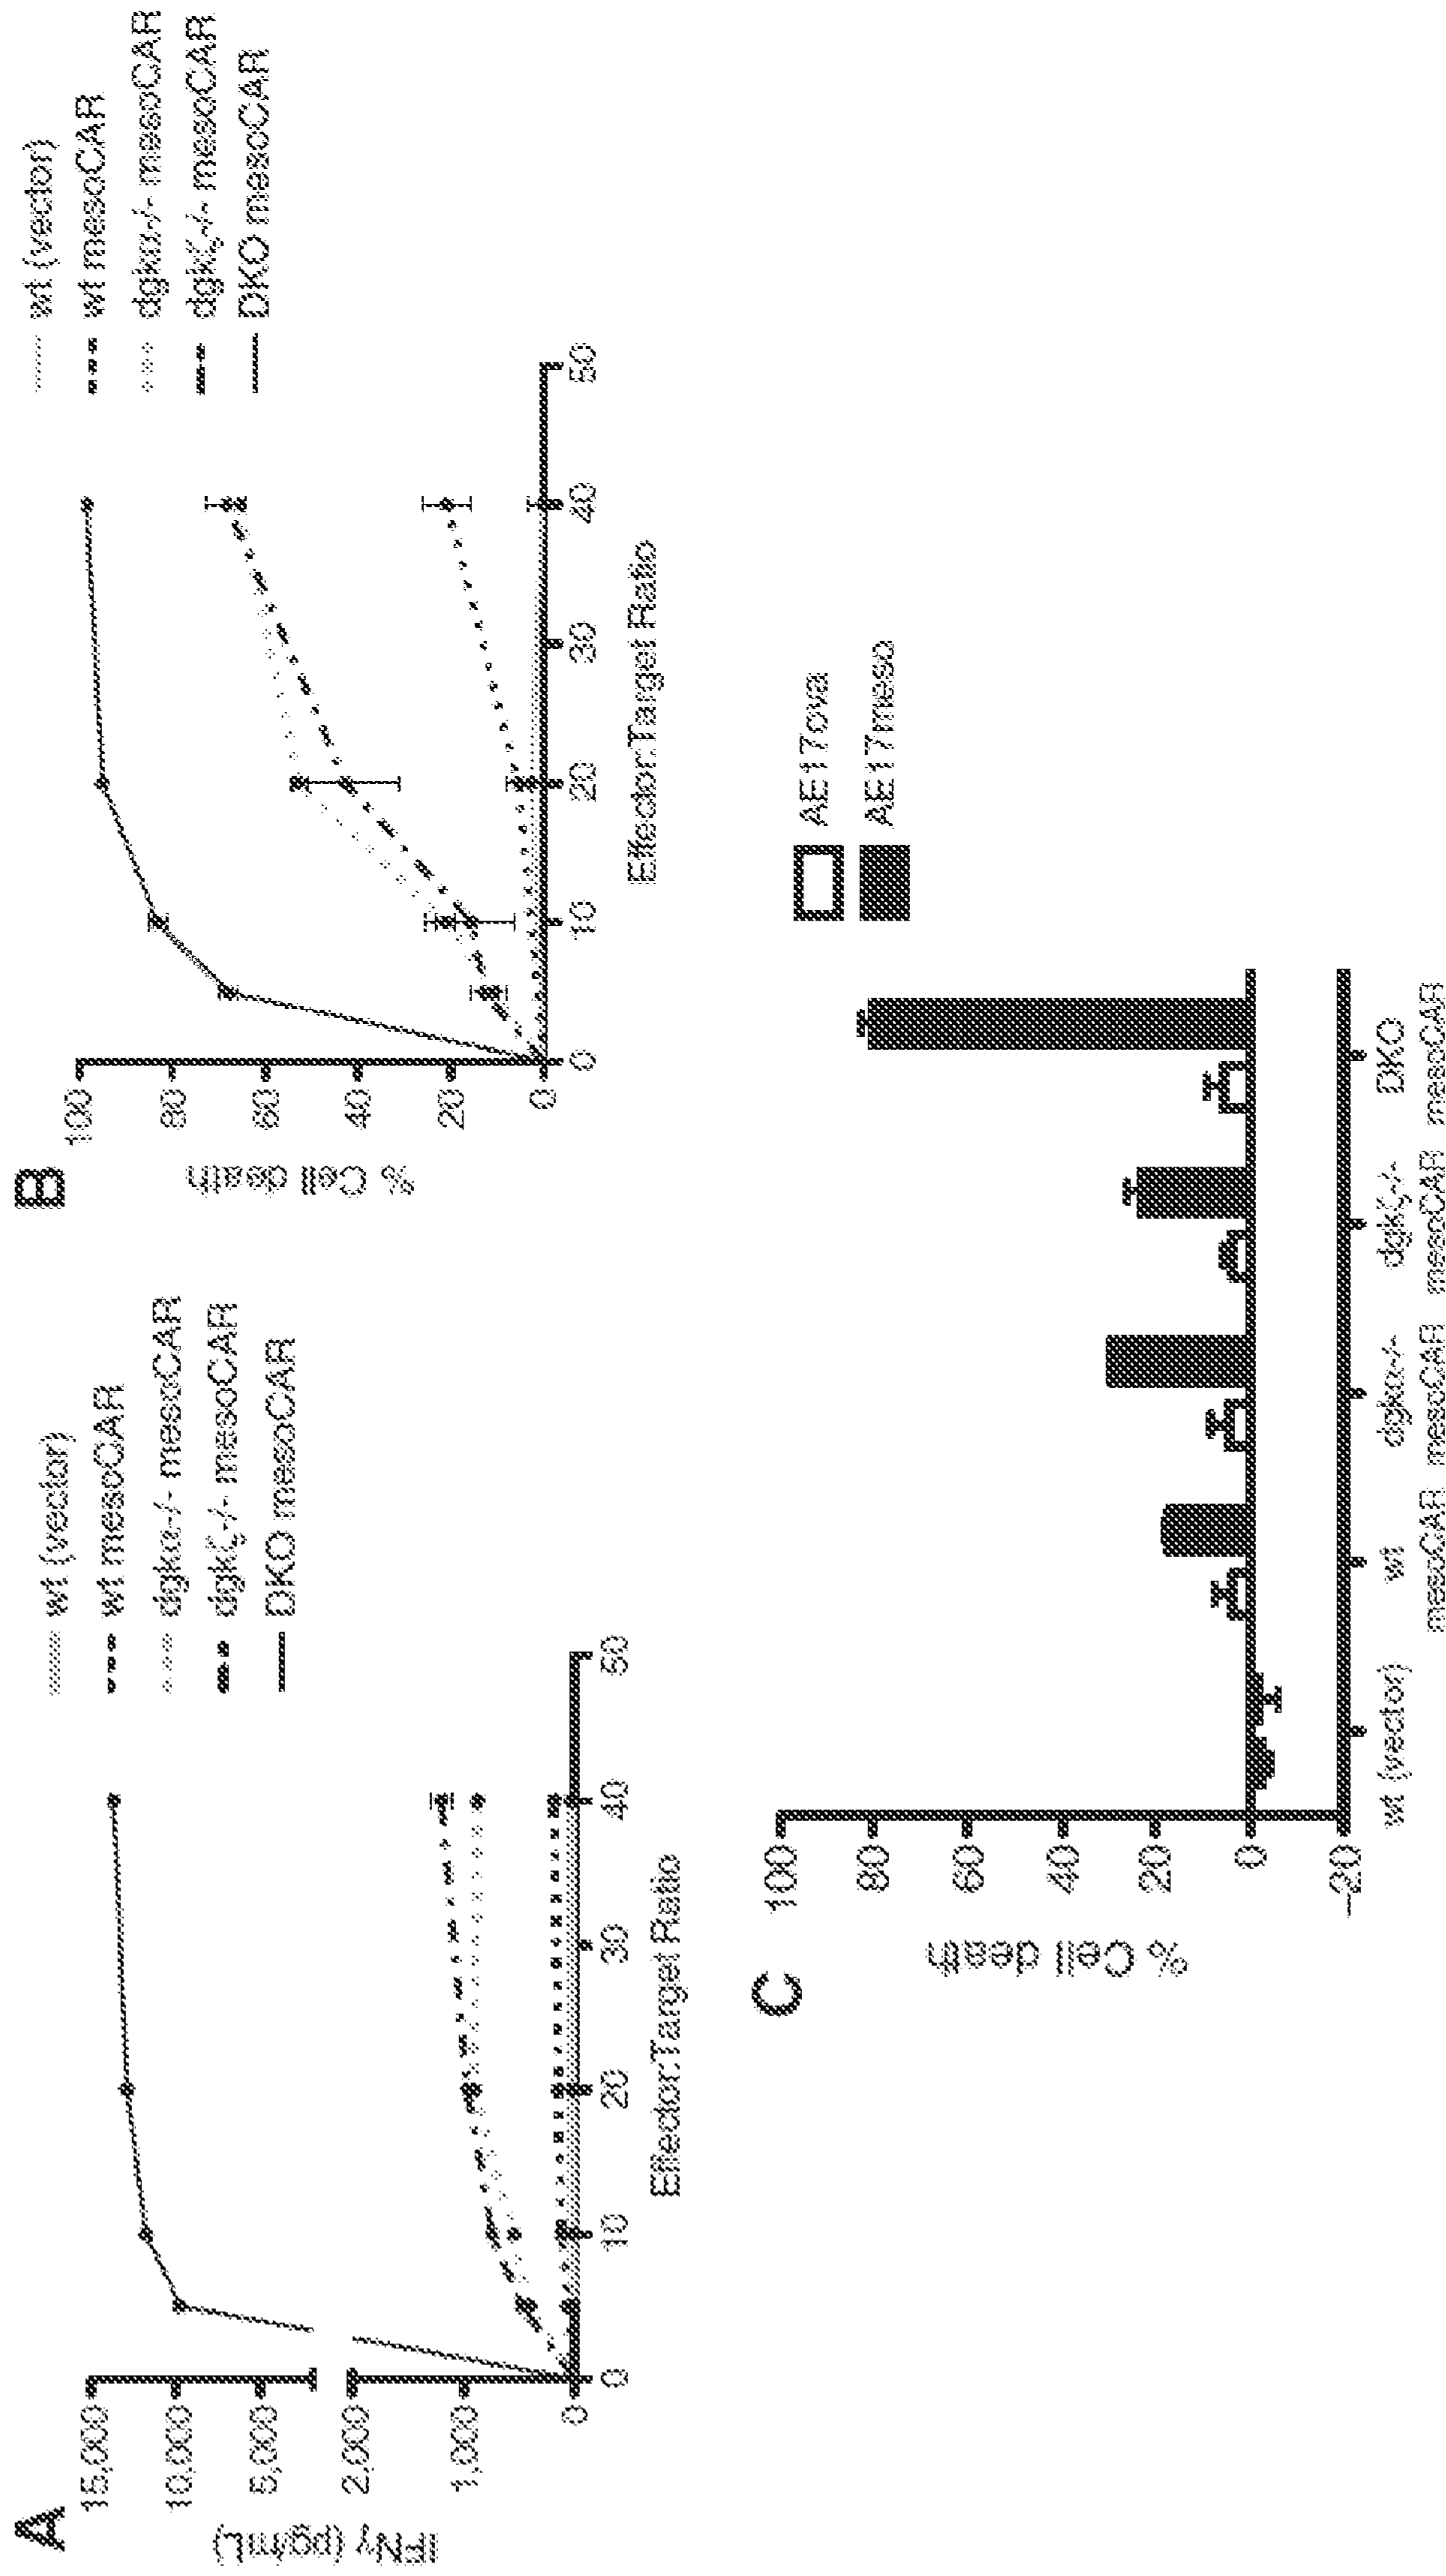 A
IFNγ (pg/mL)
15,000
10,000
5,000
2,000
1,000
0
0 10 20 30 40 50
Effector:Target Ratio
wt (vector)
wt mesoCAR
dgkα-/- mesoCAR
dgkζ-/- mesoCAR
DKO mesoCAR
B
% Cell death
100
80
60
40
20
0
0 10 20 30 40 50
Effector:Target Ratio
wt (vector)
wt mesoCAR
dgkα-/- mesoCAR
dgkζ-/- mesoCAR
DKO mesoCAR
C
% Cell death
100
80
60
40
20
0
-20
wt (vector) wt dgkα-/- dgkζ-/- DKO
mesoCAR mesoCAR mesoCAR mesoCAR
AE17ova
AE17meso